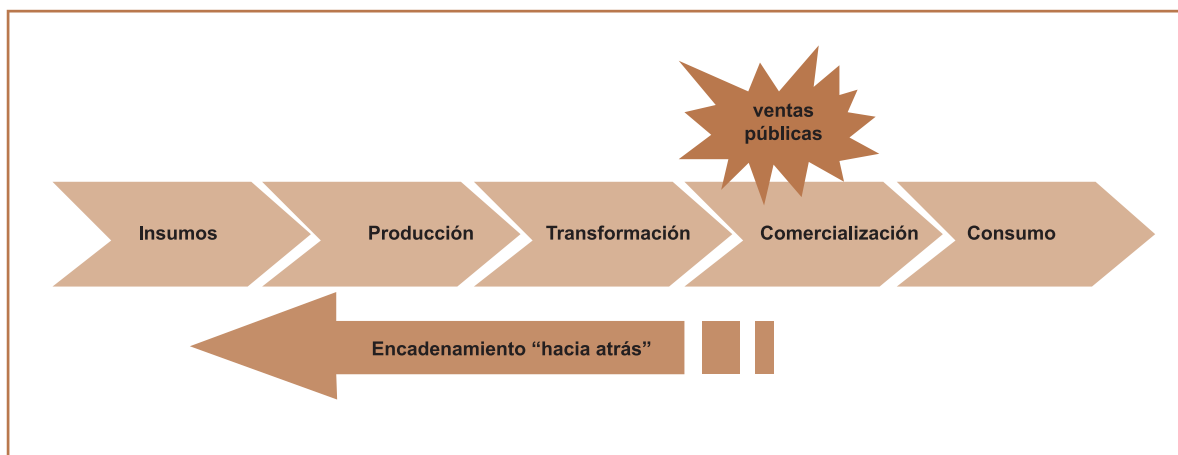 ventas
públicas
Insumos
Producción
Transformación
Comercialización
Consumo
Encadenamiento “hacia atrás”